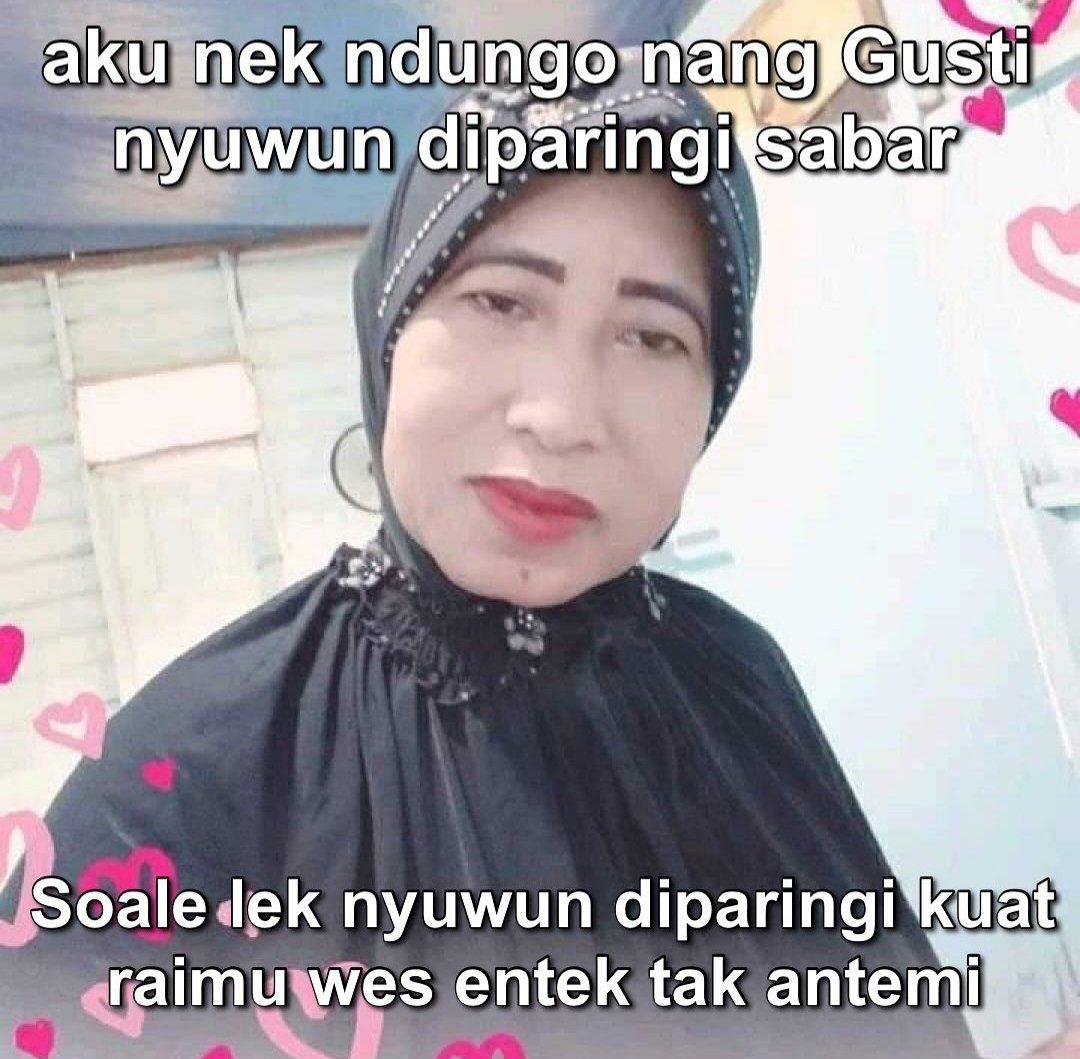 aku nek ndungo nang Gusti
nyuwun diparingi sabar
Soale lek nyuwun diparingi kuat
raimu wes entek tak antemi